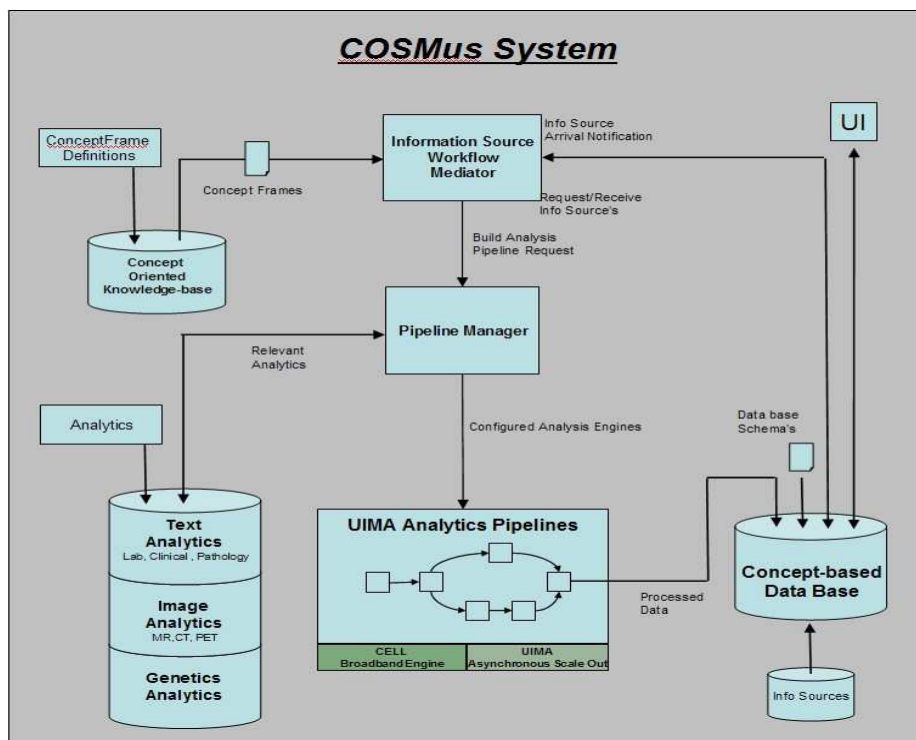 COSMus System
ConceptFrame
Definitions
Concept Frames
Concept
Oriented
Knowledge-base
Information Source
Workflow
Mediator
Info Source
Arrival Notification
Request/Receive
Info Source's
UI
Build Analysis
Pipeline Request
Pipeline Manager
Relevant
Analytics
Configured Analysis Engines
Analytics
Text
Analytics
Lab, Clinical , Pathology
Image
Analytics
MR,CT, PET
Genetics
Analytics
UIMA Analytics Pipelines
CELL
Broadband Engine
UIMA
Asynchronous Scale Out
Processed
Data
Data base
Schema's
Concept-based
Data Base
Info Sources